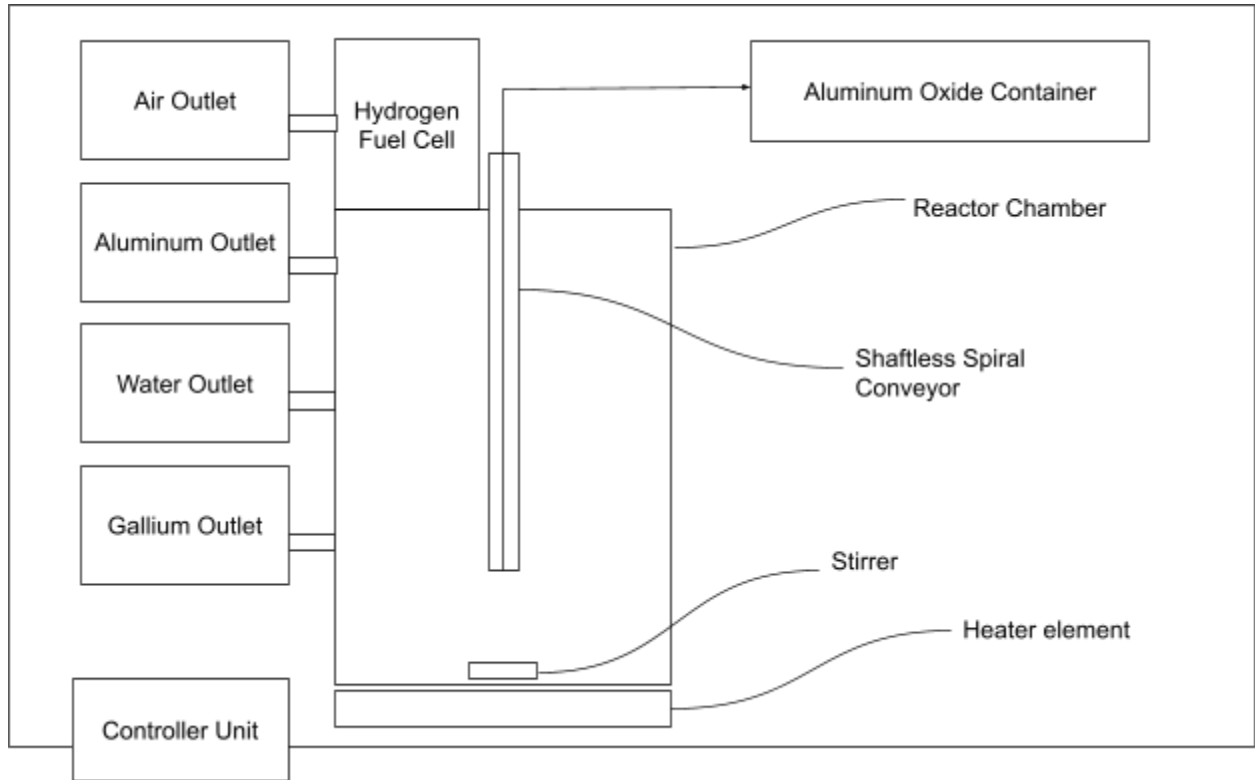 Air Outlet
Hydrogen
Fuel Cell
Aluminum Oxide Container
Aluminum Outlet
Reactor Chamber
Water Outlet
Shaftless Spiral
Conveyor
Gallium Outlet
Stirrer
Heater element
Controller Unit